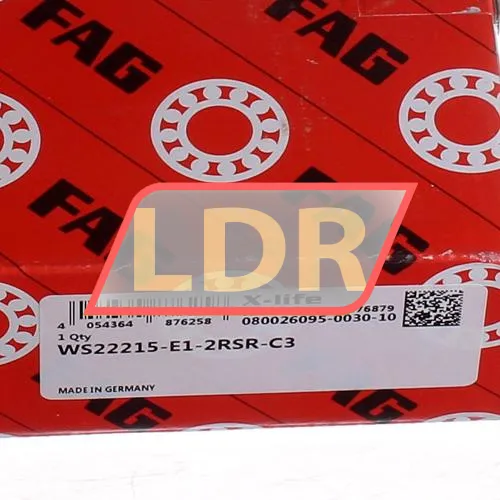 FAG
FAG
FAG
FAG
LDR
X-life
76879
4 054364 876258 080026095-0030-10
1 Qty
WS22215-E1-2RSR-C3
MADE IN GERMANY